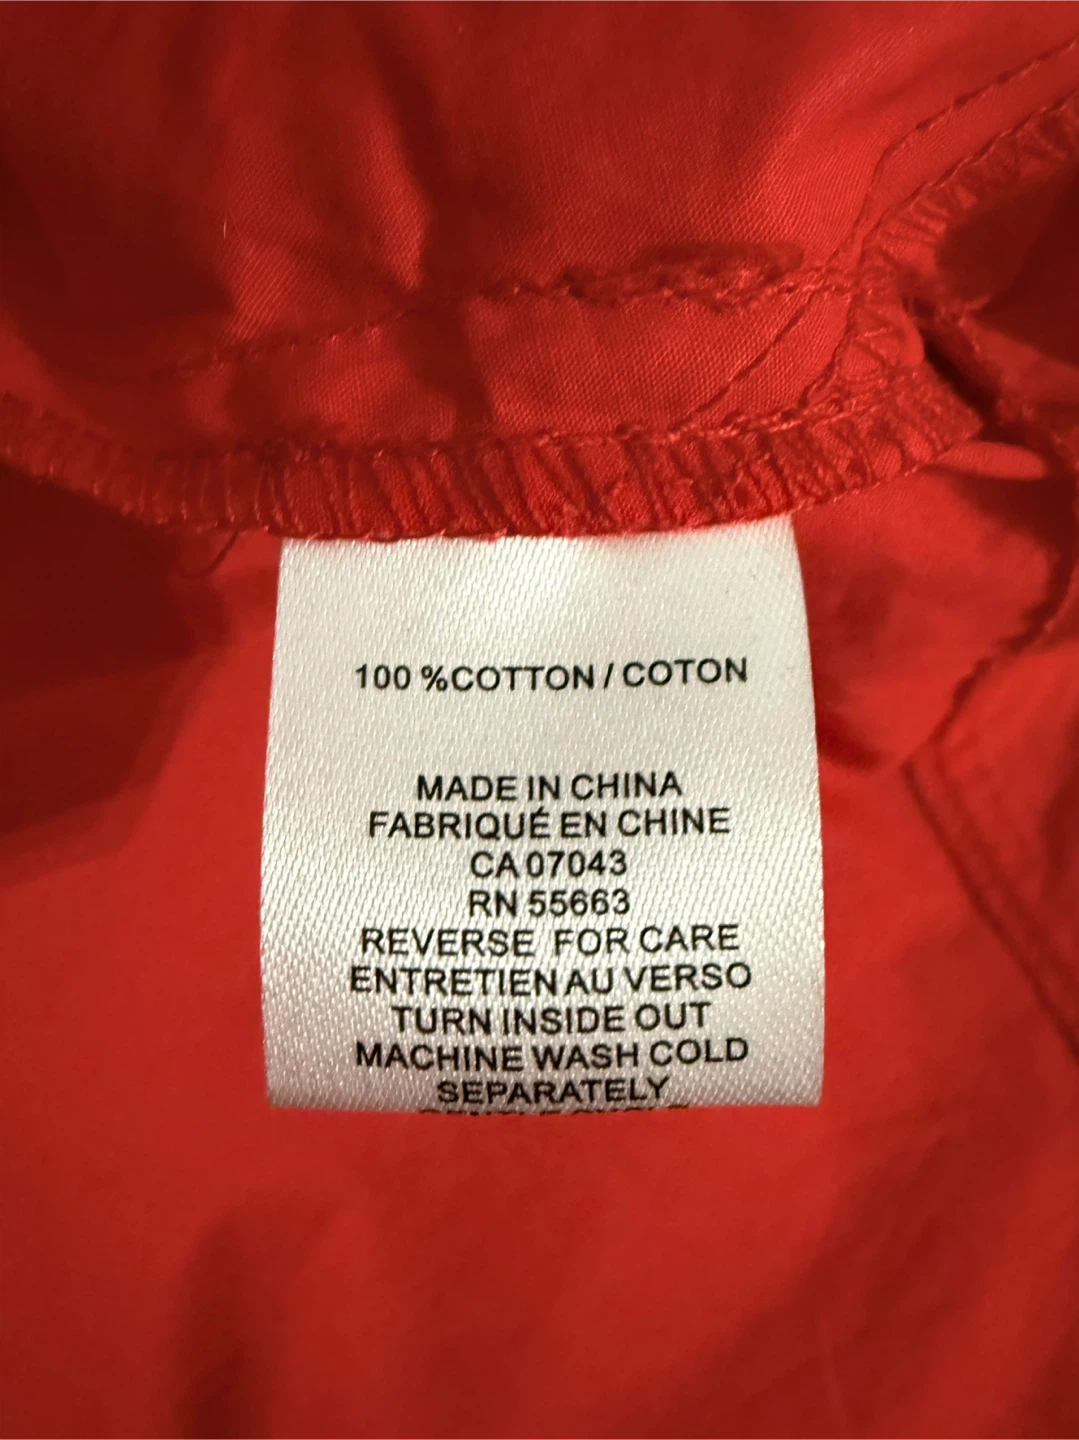 100 %COTTON / COTON
MADE IN CHINA
FABRIQUÉ EN CHINE
CA 07043
RN 55663
REVERSE FOR CARE
ENTRETIEN AU VERSO
TURN INSIDE OUT
MACHINE WASH COLD
SEPARATELY